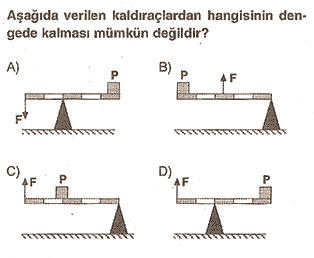 Aşağıda verilen kaldıraçlardan hangisinin den-
gede kalması mümkün değildir?
A) P B) F
F P
C) F P D) F P